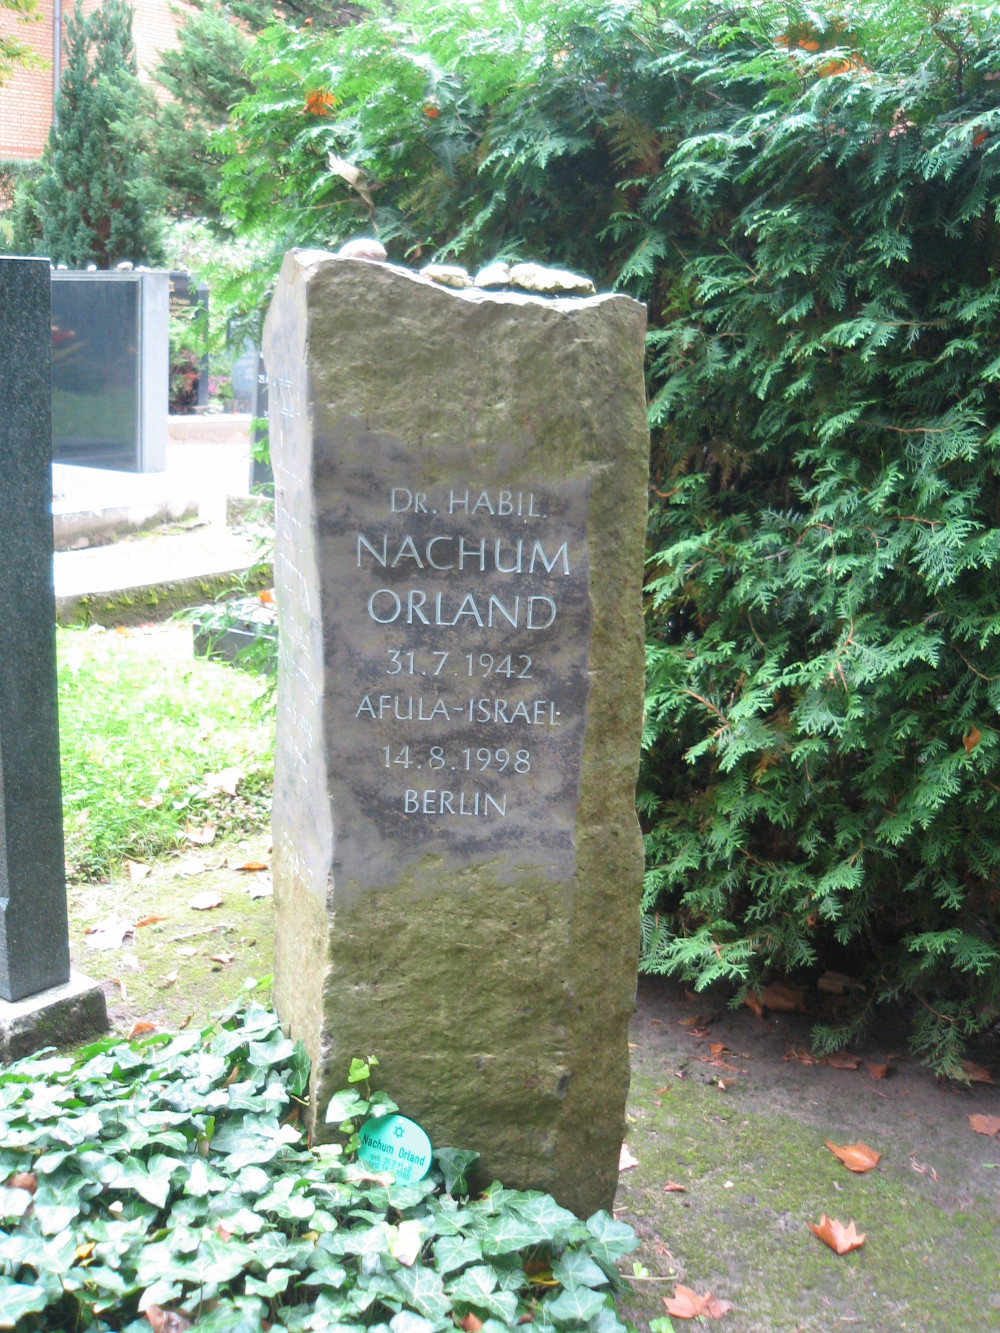 Dr. HABIL.
NACHUM
ORLAND
31.7.1942
AFULA-ISRAEL
14.8.1998
BERLIN
Nachum Orland